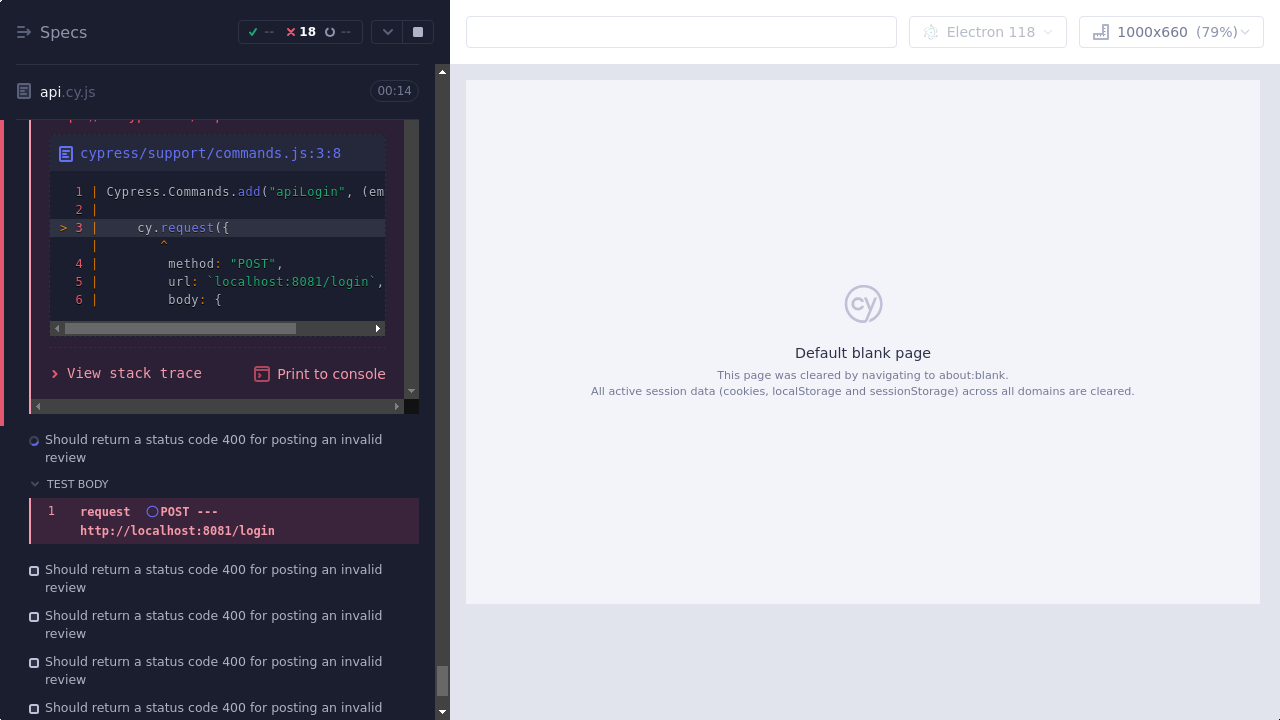 Specs
-- 18 --
Electron 118
1000x660 (79%)
api.cy.js 00:14
cypress/support/commands.js:3:8
1 | Cypress.Commands.add("apiLogin", (em
2 |
> 3 |     cy.request({
|        ^
4 |         method: "POST",
5 |         url: `localhost:8081/login`,
6 |         body: {
View stack trace
Print to console
Should return a status code 400 for posting an invalid
review
TEST BODY
1 request POST ---
http://localhost:8081/login
Should return a status code 400 for posting an invalid
review
Should return a status code 400 for posting an invalid
review
Should return a status code 400 for posting an invalid
review
Should return a status code 400 for posting an invalid
cy
Default blank page
This page was cleared by navigating to about:blank.
All active session data (cookies, localStorage and sessionStorage) across all domains are cleared.